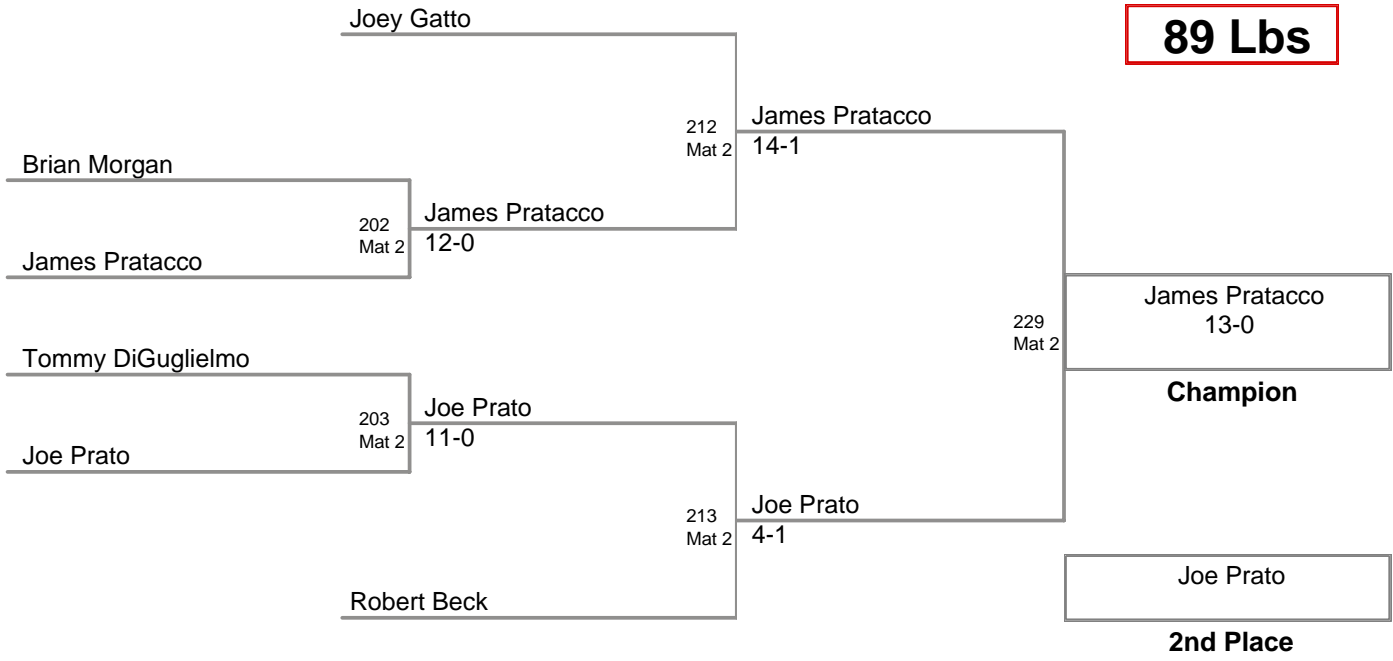 Joey Gatto
89 Lbs
212
Mat 2
James Pratacco
14-1
Brian Morgan
202
Mat 2
James Pratacco
12-0
James Pratacco
229
Mat 2
James Pratacco
13-0
Champion
Tommy DiGuglielmo
203
Mat 2
Joe Prato
11-0
Joe Prato
213
Mat 2
Joe Prato
4-1
Robert Beck
Joe Prato
2nd Place